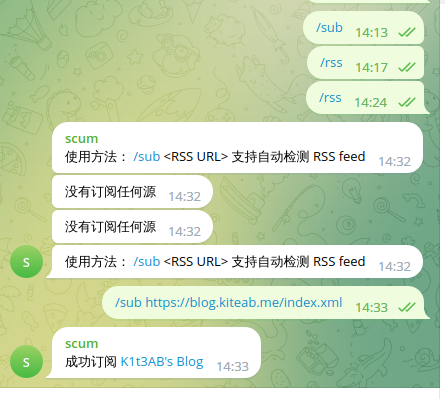 /sub 14:13
/rss 14:17
/rss 14:24
scum
使用方法： /sub <RSS URL> 支持自动检测 RSS feed 14:32
没有订阅任何源 14:32
没有订阅任何源 14:32
S 使用方法： /sub <RSS URL> 支持自动检测 RSS feed 14:32
/sub https://blog.kiteab.me/index.xml 14:33
scum
S 成功订阅 K1t3AB's Blog 14:33